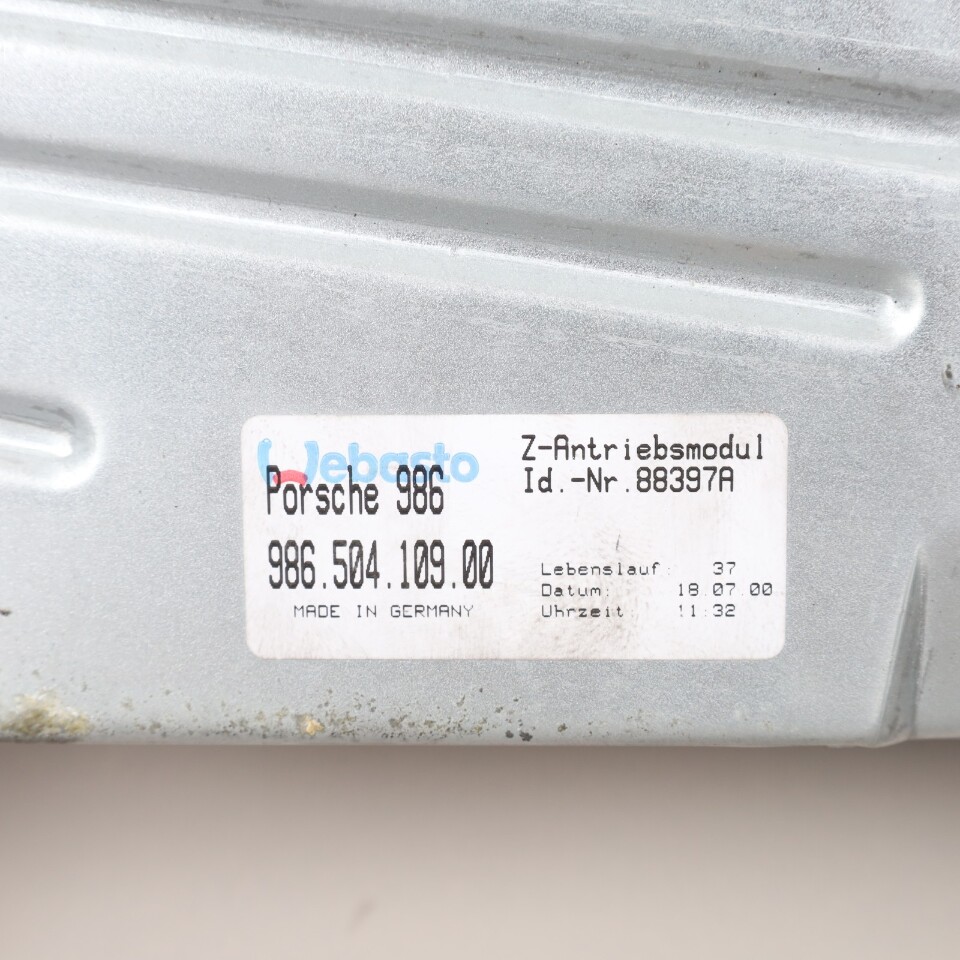 Webasto
Porsche 986
986.504.109.00
MADE IN GERMANY
Z-Antriebsmodul
Id.-Nr.88397A
Lebenslauf: 37
Datum: 18.07.00
Uhrzeit: 11:32